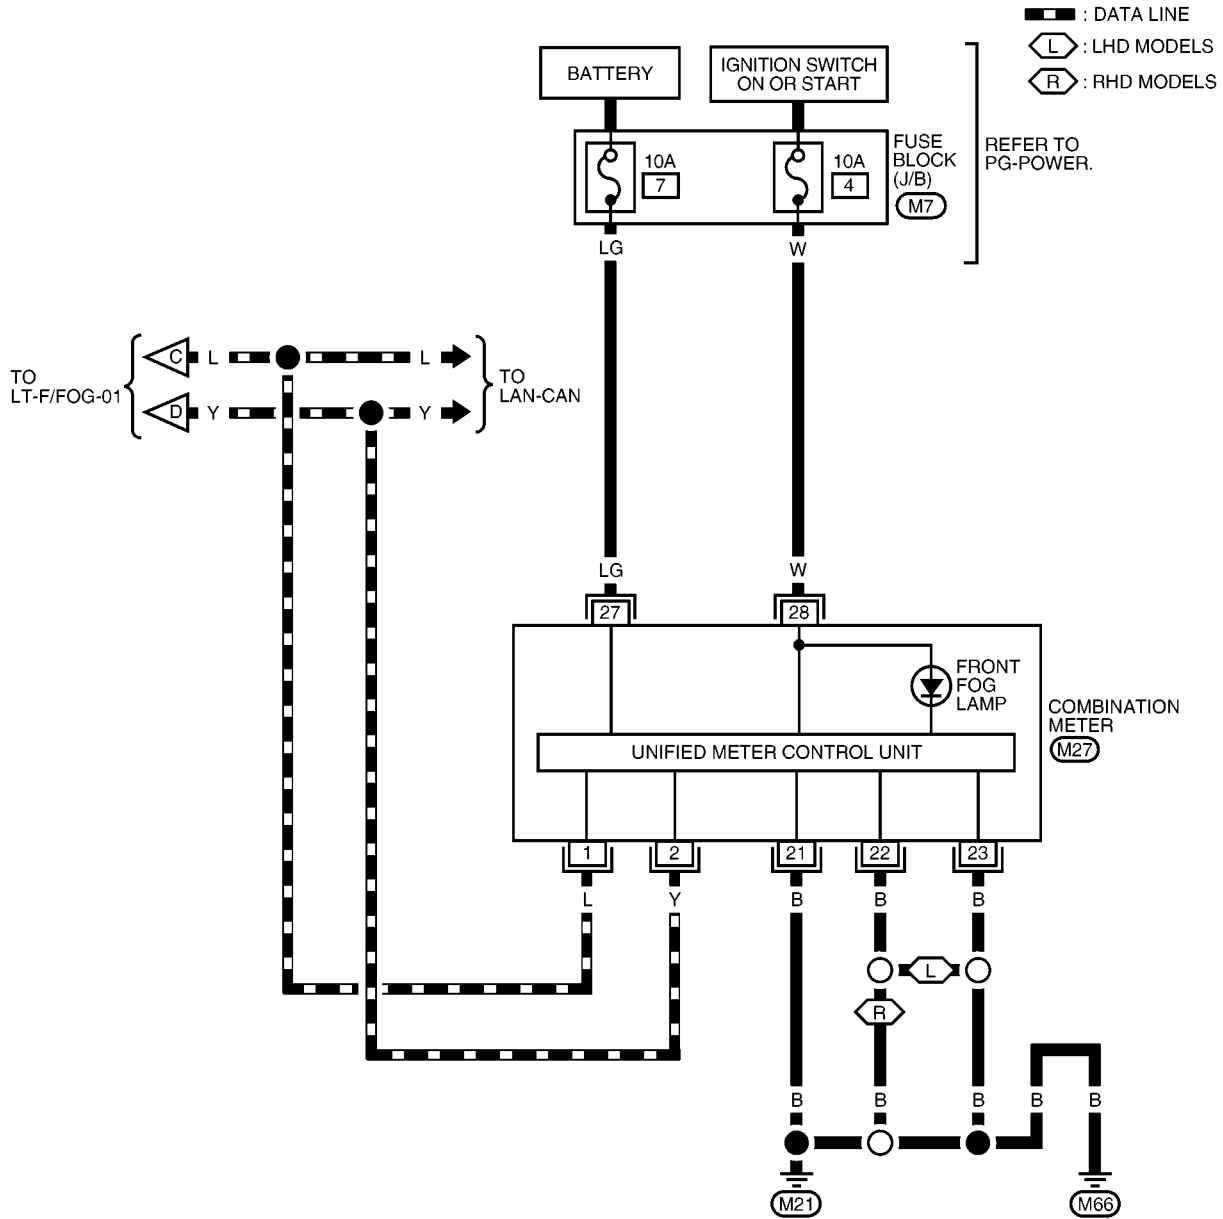 : DATA LINE
L : LHD MODELS
R : RHD MODELS
BATTERY
IGNITION SWITCH
ON OR START
10A
7
10A
4
FUSE
BLOCK
(J/B)
M7
REFER TO
PG-POWER.
LG
W
TO
LT-F/FOG-01
C
L
L
D
Y
Y
TO
LAN-CAN
LG
W
27
28
FRONT
FOG
LAMP
UNIFIED METER CONTROL UNIT
COMBINATION
METER
M27
1
2
21
22
23
L
Y
B
B
B
L
R
B
B
B
B
B
M21
M66